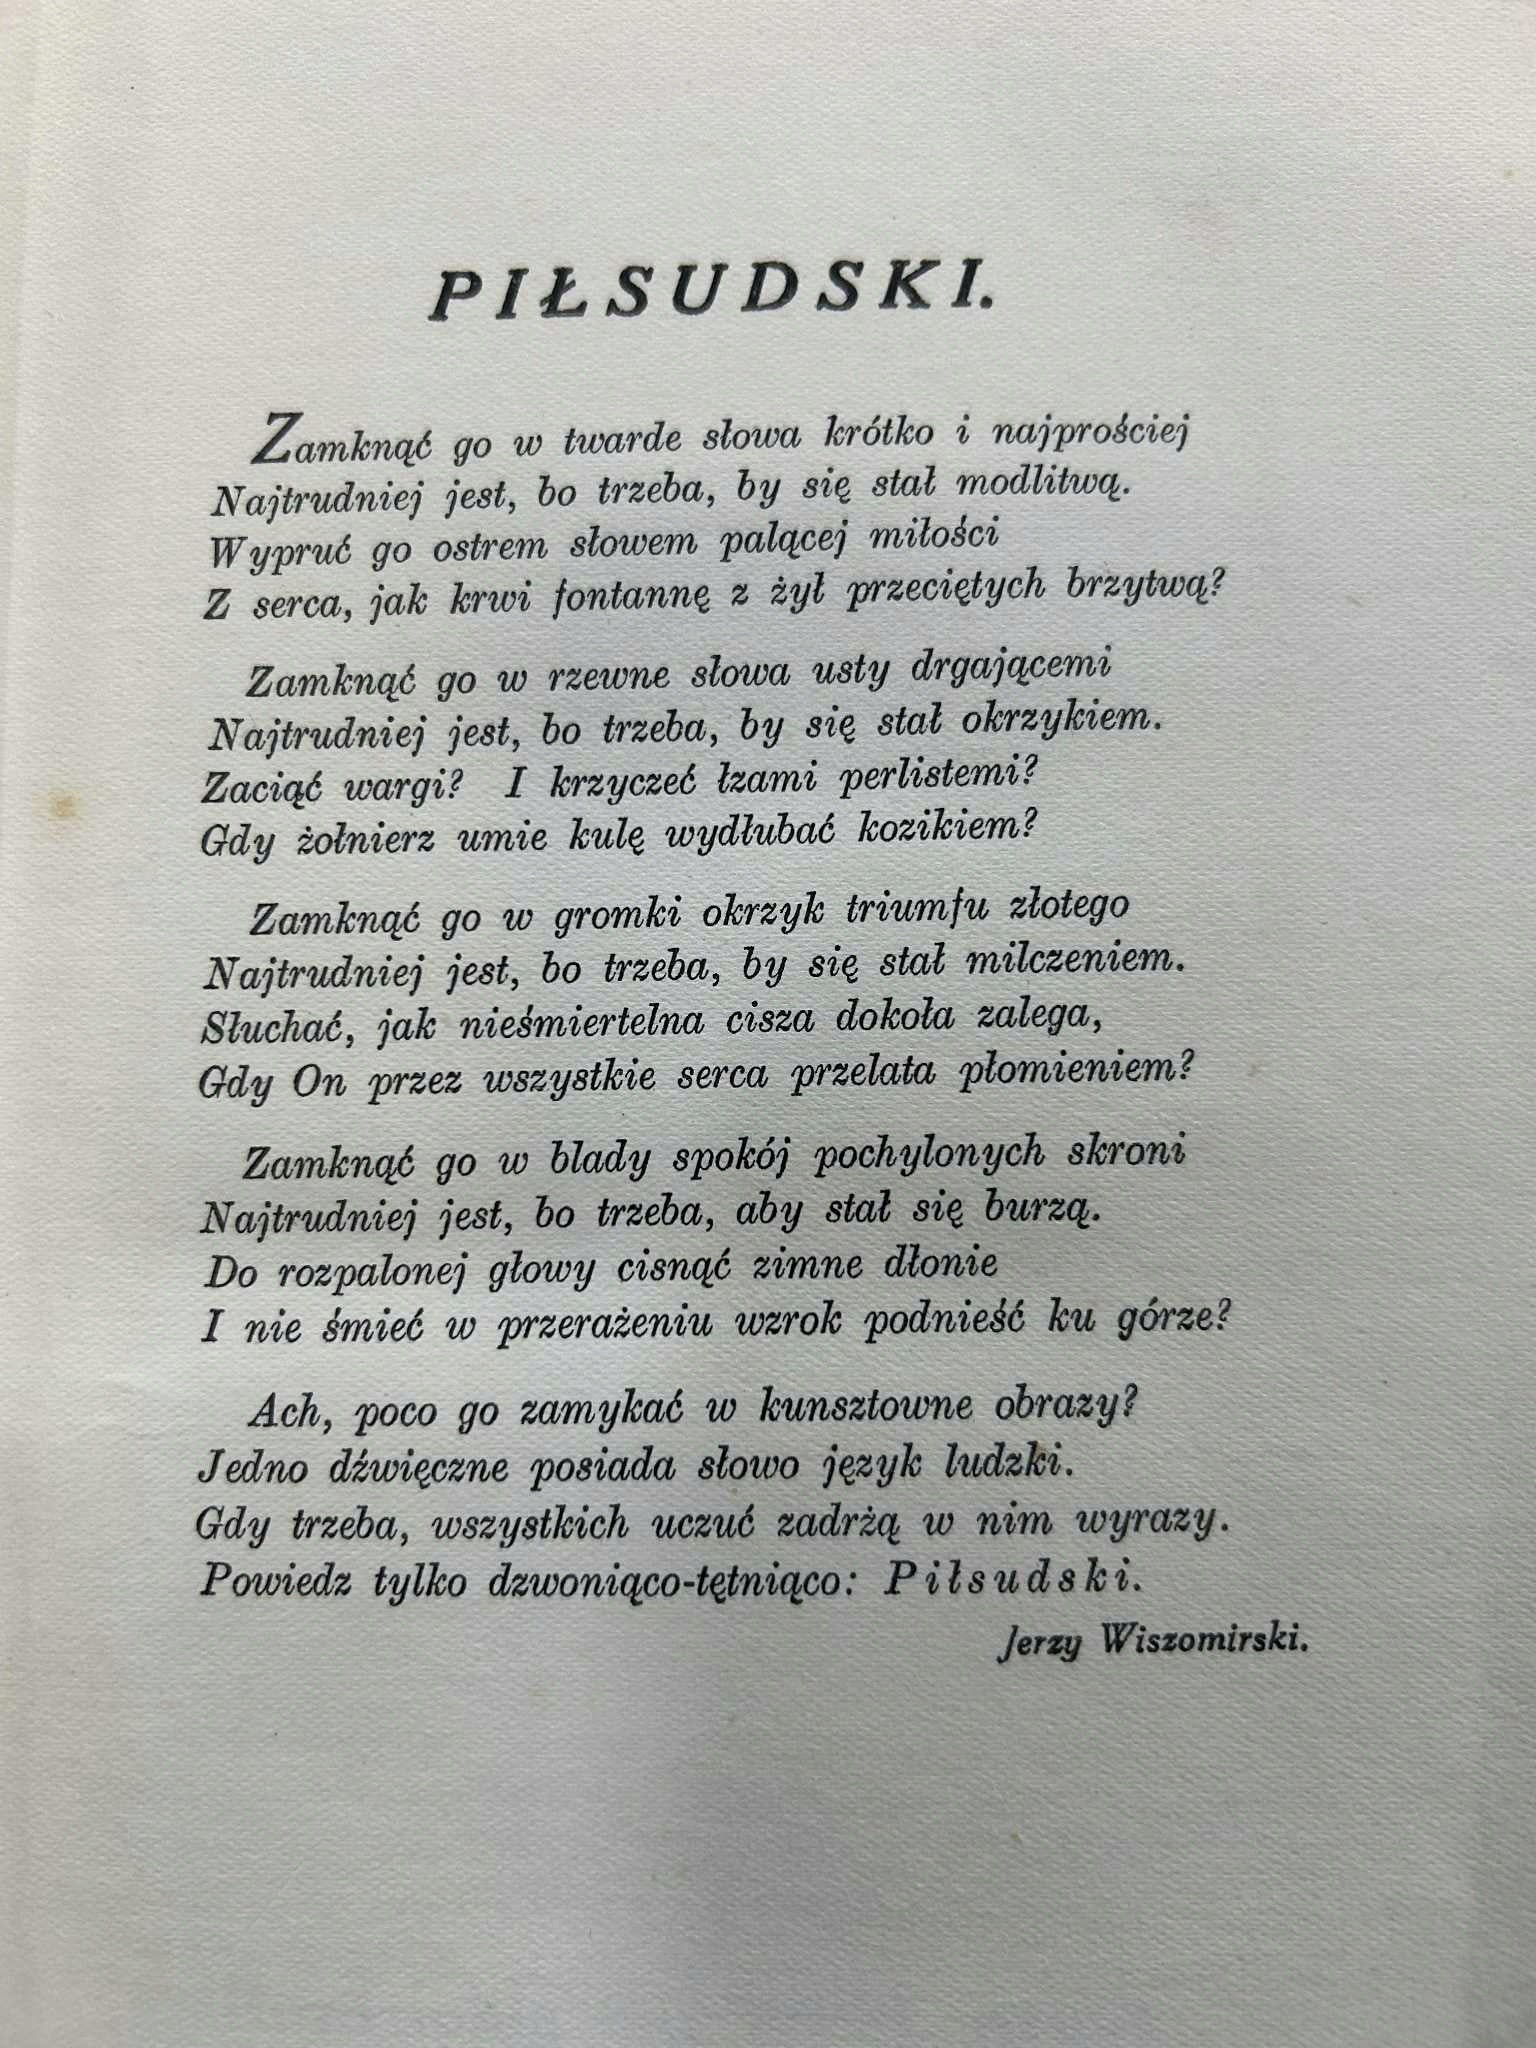 PIŁSUDSKI.
Zamknąć go w twarde słowa krótko i najprościej
Najtrudniej jest, bo trzeba, by się stał modlitwą.
Wypruć go ostrem słowem palącej miłości
Z serca, jak krwi fontannę z żył przeciętych brzytwą?
Zamknąć go w rzewne słowa usty drgającemi
Najtrudniej jest, bo trzeba, by się stał okrzykiem.
Zaciąć wargi? I krzyczeć łzami perlistemi?
Gdy żołnierz umie kulę wydłubać kozikiem?
Zamknąć go w gromki okrzyk triumfu złotego
Najtrudniej jest, bo trzeba, by się stał milczeniem.
Słuchać, jak nieśmiertelna cisza dokoła zalega,
Gdy On przez wszystkie serca przelata płomieniem?
Zamknąć go w blady spokój pochylonych skroni
Najtrudniej jest, bo trzeba, aby stał się burzą.
Do rozpalonej głowy cisnąć zimne dłonie
I nie śmieć w przerażeniu wzrok podnieść ku górze?
Ach, poco go zamykać w kunsztowne obrazy?
Jedno dźwięczne posiada słowo język ludzki.
Gdy trzeba, wszystkich uczuć zadrżą w nim wyrazy.
Powiedz tylko dzwoniąco-tętniąco: Piłsudski.
Jerzy Wiszomirski.